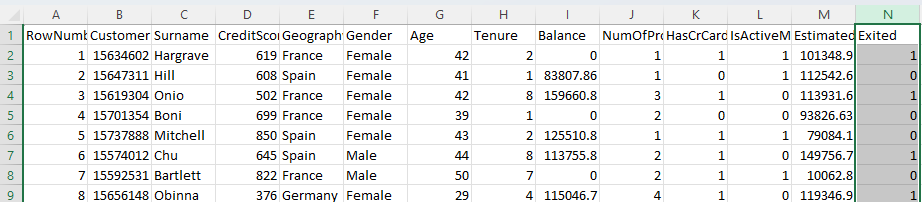 A B C D E F G H I J K L M N
1 RowNumb Customer Surname CreditScor Geography Gender Age Tenure Balance NumOfPro HasCrCard IsActiveM Estimated Exited
2 1 15634602 Hargrave 619 France Female 42 2 0 1 1 1 101348.9 1
3 2 15647311 Hill 608 Spain Female 41 1 83807.86 1 0 1 112542.6 0
4 3 15619304 Onio 502 France Female 42 8 159660.8 3 1 0 113931.6 1
5 4 15701354 Boni 699 France Female 39 1 0 2 0 0 93826.63 0
6 5 15737888 Mitchell 850 Spain Female 43 2 125510.8 1 1 1 79084.1 0
7 6 15574012 Chu 645 Spain Male 44 8 113755.8 2 1 0 149756.7 1
8 7 15592531 Bartlett 822 France Male 50 7 0 2 1 1 10062.8 0
9 8 15656148 Obinna 376 Germany Female 29 4 115046.7 4 1 0 119346.9 1